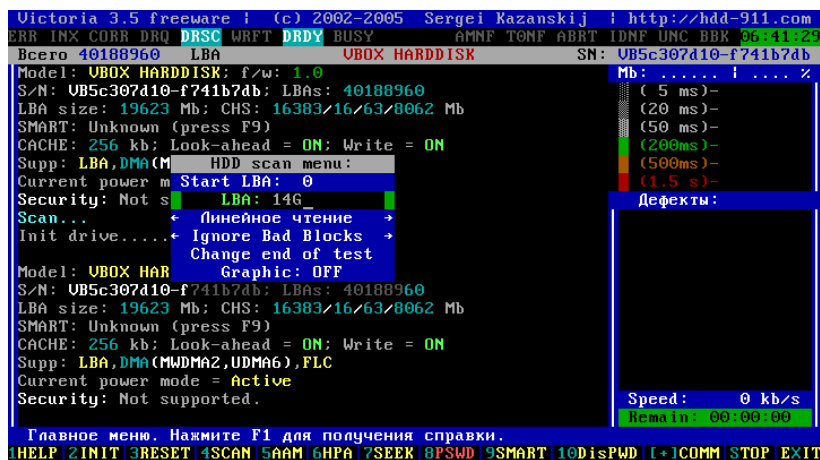 Victoria 3.5 freeware | (c) 2002-2005 Sergei Kazanskij | http://hdd-911.com
ERR INX CORR DRQ DRSC WRFT DRDY BUSY AMNF TONF ABRT IDNF UNC BBK 06:41:29
Всего 40188960 LBA VBOX HARDDISK SN: VB5c307d10-f741b7db
Model: VBOX HARDDISK; f/w: 1.0
S/N: VB5c307d10-f741b7db; LBAs: 40188960
LBA size: 19623 Mb; CHS: 16383/16/63/8062 Mb
SMART: Unknown (press F9)
CACHE: 256 kb; Look-ahead = ON; Write = ON
Supp: LBA,DMA(M
Current power m
Security: Not s
Scan...
Init drive.....
HDD scan menu:
Start LBA: 0
LBA: 14G_
← Линейное чтение →
← Ignore Bad Blocks →
Change end of test
Graphic: OFF
Model: VBOX HAR
S/N: VB5c307d10-f741b7db; LBAs: 40188960
LBA size: 19623 Mb; CHS: 16383/16/63/8062 Mb
SMART: Unknown (press F9)
CACHE: 256 kb; Look-ahead = ON; Write = ON
Supp: LBA,DMA(MWDMA2,UDMA6),FLC
Current power mode = Active
Security: Not supported.
Mb: ...... | .... %
( 5 ms)-
(20 ms)-
(50 ms)-
(200ms)-
(500ms)-
(1.5 s)-
Дефекты:
Speed: 0 kb/s
Remain: 00:00:00
Главное меню. Нажмите F1 для получения справки.
1HELP 2INIT 3RESET 4SCAN 5AAM 6HPA 7SEEK 8PSWD 9SMART 10DisPWD [+]COMM STOP EXIT